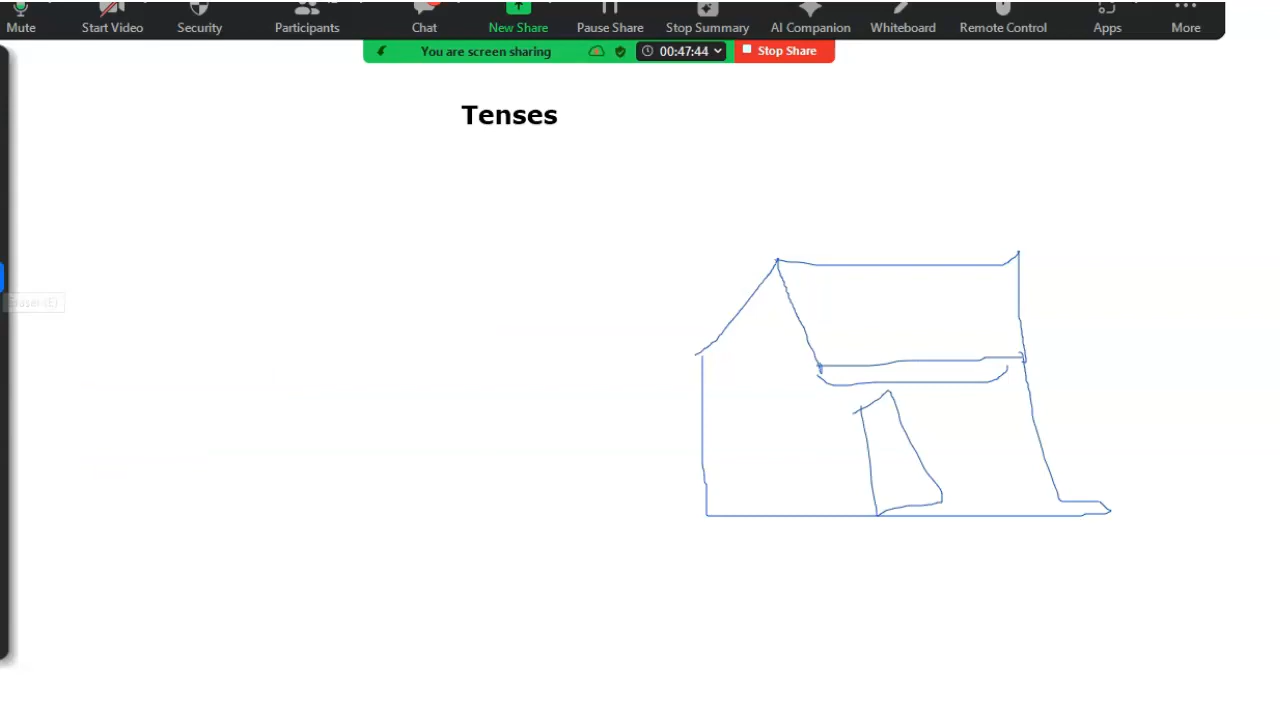 Mute Start Video Security Participants Chat New Share Pause Share Stop Summary AI Companion Whiteboard Remote Control Apps More
You are screen sharing 00:47:44 Stop Share
Tenses
Eraser (E)